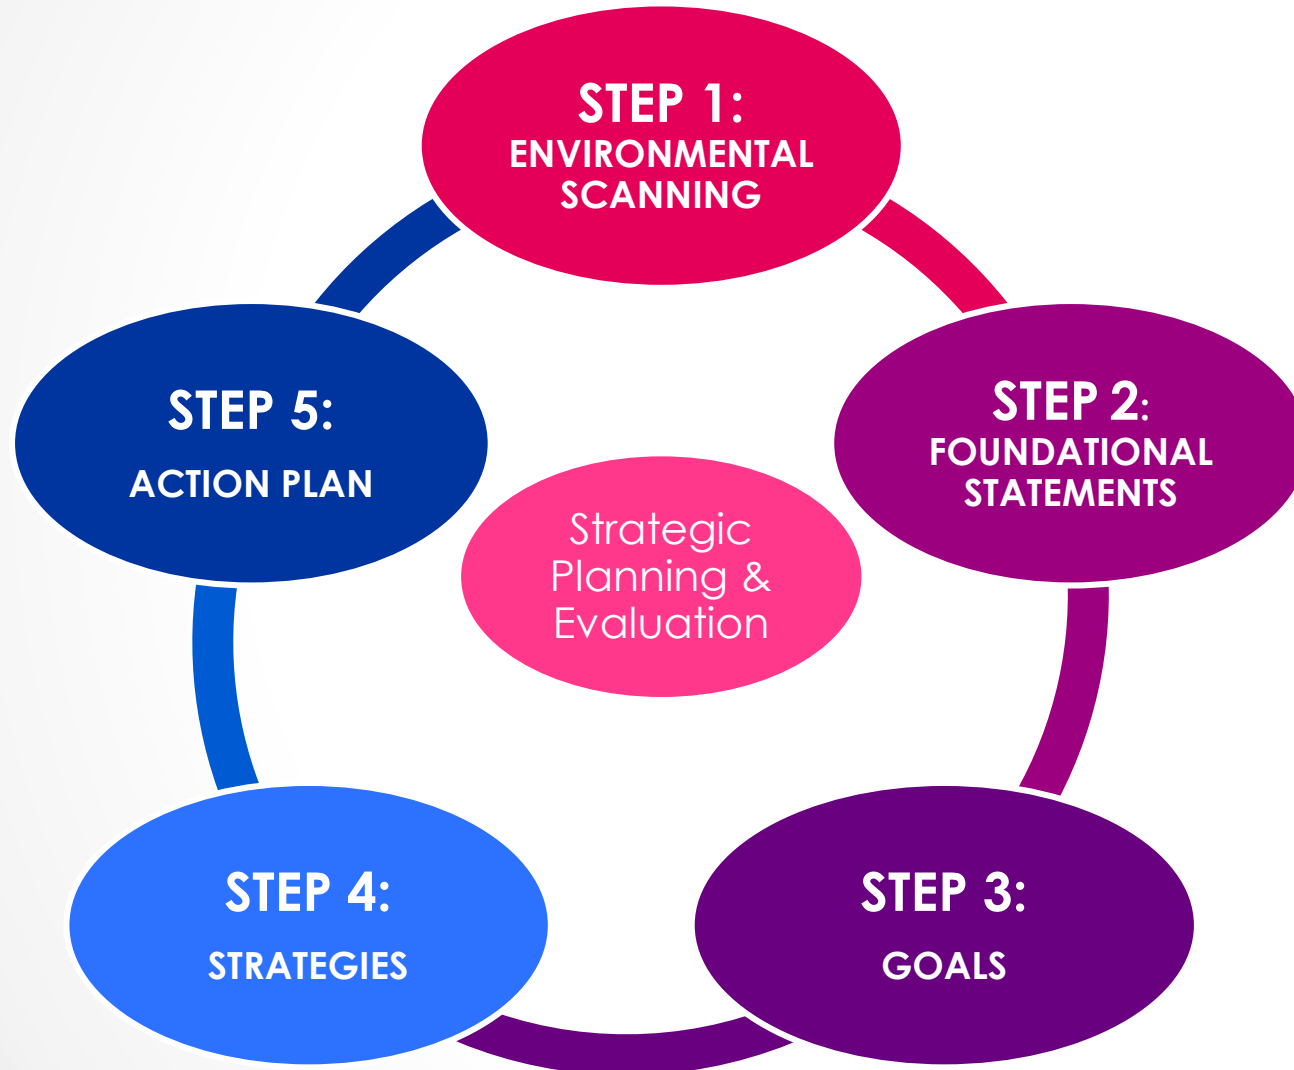 STEP 1:
ENVIRONMENTAL
SCANNING
STEP 2:
FOUNDATIONAL
STATEMENTS
STEP 3:
GOALS
STEP 4:
STRATEGIES
STEP 5:
ACTION PLAN
Strategic
Planning &
Evaluation